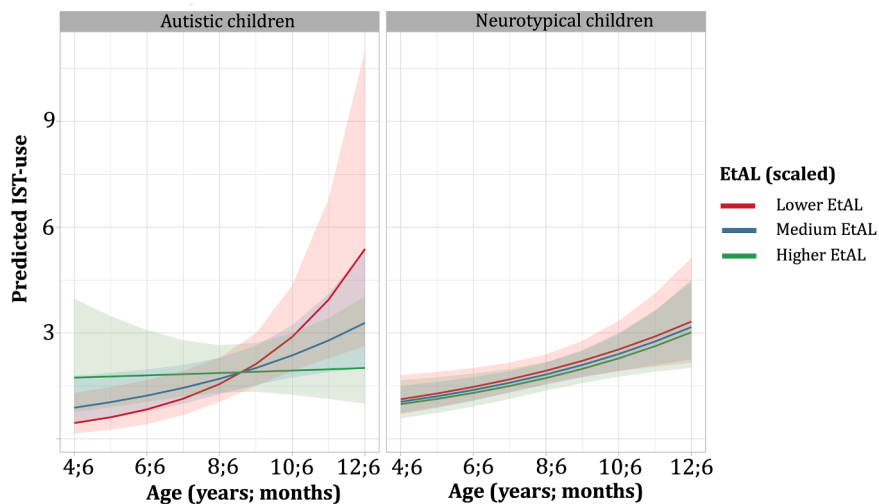 Autistic children
Neurotypical children
Predicted IST-use
9
6
3
4;6 6;6 8;6 10;6 12;6
4;6 6;6 8;6 10;6 12;6
Age (years; months)
Age (years; months)
EtAL (scaled)
Lower EtAL
Medium EtAL
Higher EtAL